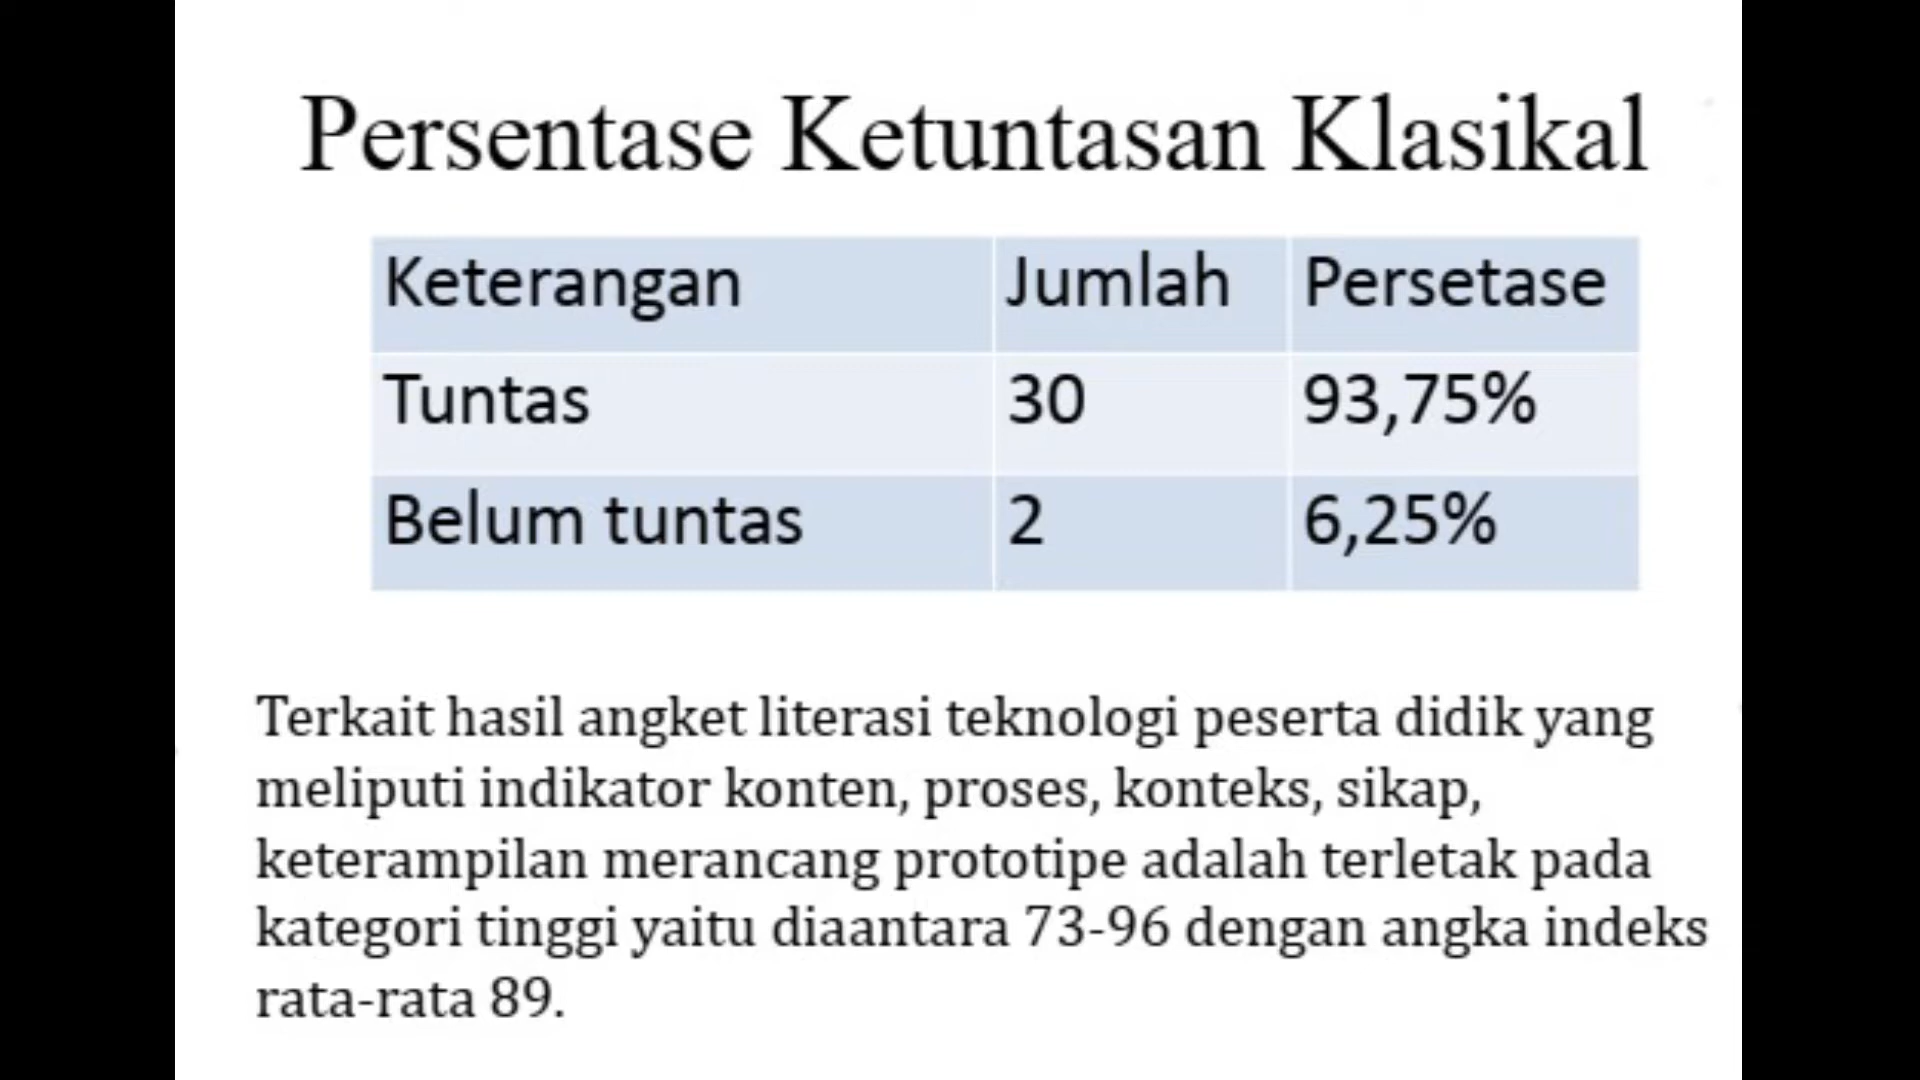 Persentase Ketuntasan Klasikal
Keterangan Jumlah Persetase
Tuntas 30 93,75%
Belum tuntas 2 6,25%
Terkait hasil angket literasi teknologi peserta didik yang
meliputi indikator konten, proses, konteks, sikap,
keterampilan merancang prototipe adalah terletak pada
kategori tinggi yaitu diaantara 73-96 dengan angka indeks
rata-rata 89.